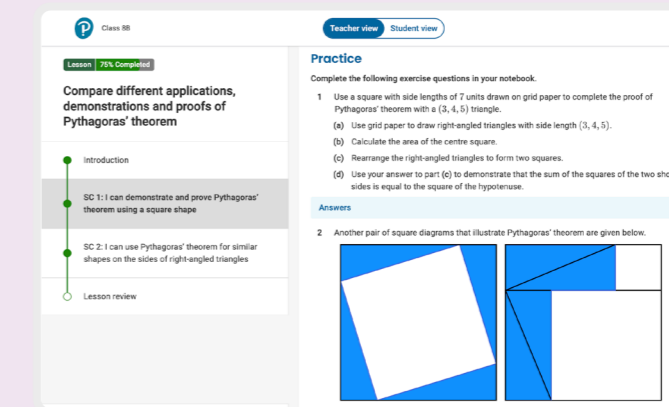 Class 8B
Teacher view
Student view
Lesson 75% Completed
Compare different applications,
demonstrations and proofs of
Pythagoras' theorem
Introduction
SC 1: I can demonstrate and prove Pythagoras'
theorem using a square shape
SC 2: I can use Pythagoras' theorem for similar
shapes on the sides of right-angled triangles
Lesson review
Practice
Complete the following exercise questions in your notebook.
1 Use a square with side lengths of 7 units drawn on grid paper to complete the proof of
Pythagoras' theorem with a (3, 4, 5) triangle.
(a) Use grid paper to draw right-angled triangles with side length (3, 4, 5).
(b) Calculate the area of the centre square.
(c) Rearrange the right-angled triangles to form two squares.
(d) Use your answer to part (c) to demonstrate that the sum of the squares of the two sho
sides is equal to the square of the hypotenuse.
Answers
2 Another pair of square diagrams that illustrate Pythagoras' theorem are given below.